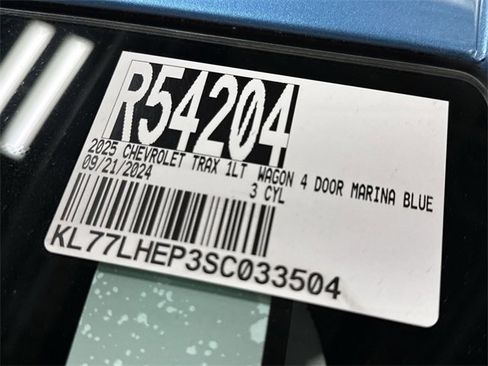 R54204
2025 CHEVROLET TRAX 1LT WAGON 4 DOOR MARINA BLUE
09/21/2024 3 CYL
KL77LHEP3SC033504